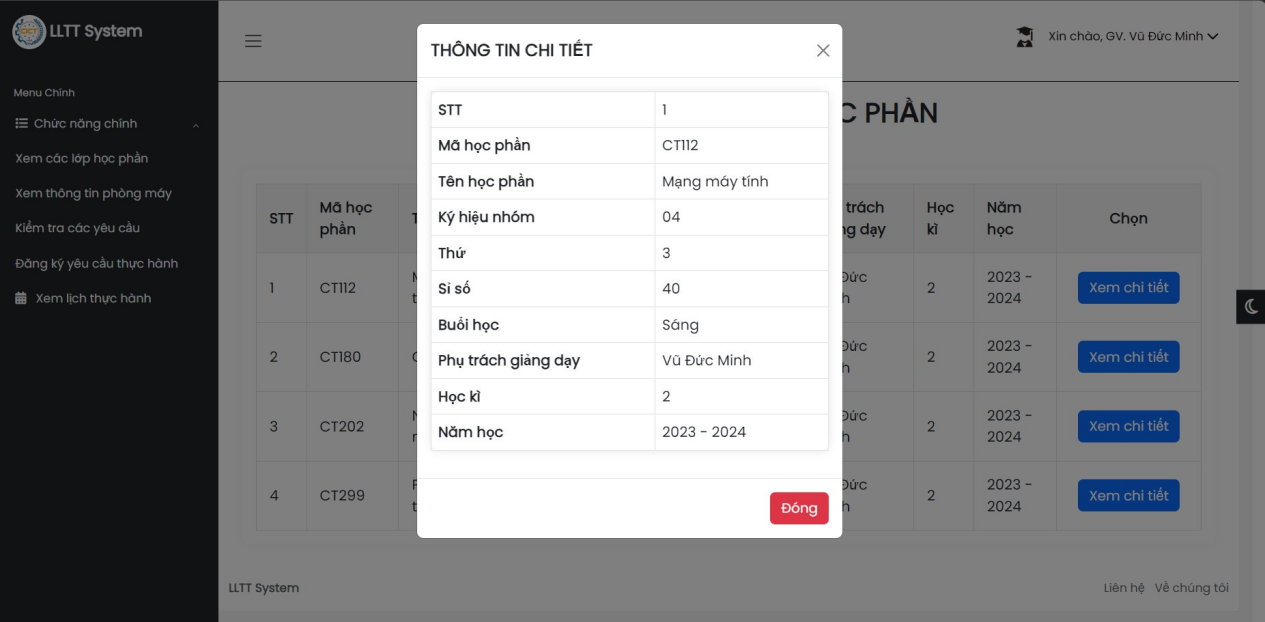 LLTT System
Xin chào, GV. Vũ Đức Minh
Menu Chính
Chức năng chính
Xem các lớp học phần
Xem thông tin phòng máy
Kiểm tra các yêu cầu
Đăng ký yêu cầu thực hành
Xem lịch thực hành
THÔNG TIN CHI TIẾT
STT 1
Mã học phần CT112
Tên học phần Mạng máy tính
Ký hiệu nhóm 04
Thứ 3
Sỉ số 40
Buổi học Sáng
Phụ trách giảng dạy Vũ Đức Minh
Học kì 2
Năm học 2023 - 2024
Đóng
PHẦN
STT Mã học trách Học Năm Chọn
phần dạy kì học
1 CT112 Đức 2 2023 - Xem chi tiết
2024
2 CT180 Đức 2 2023 - Xem chi tiết
2024
3 CT202 Đức 2 2023 - Xem chi tiết
2024
4 CT299 Đức 2 2023 - Xem chi tiết
2024
LLTT System
Liên hệ Về chúng tôi